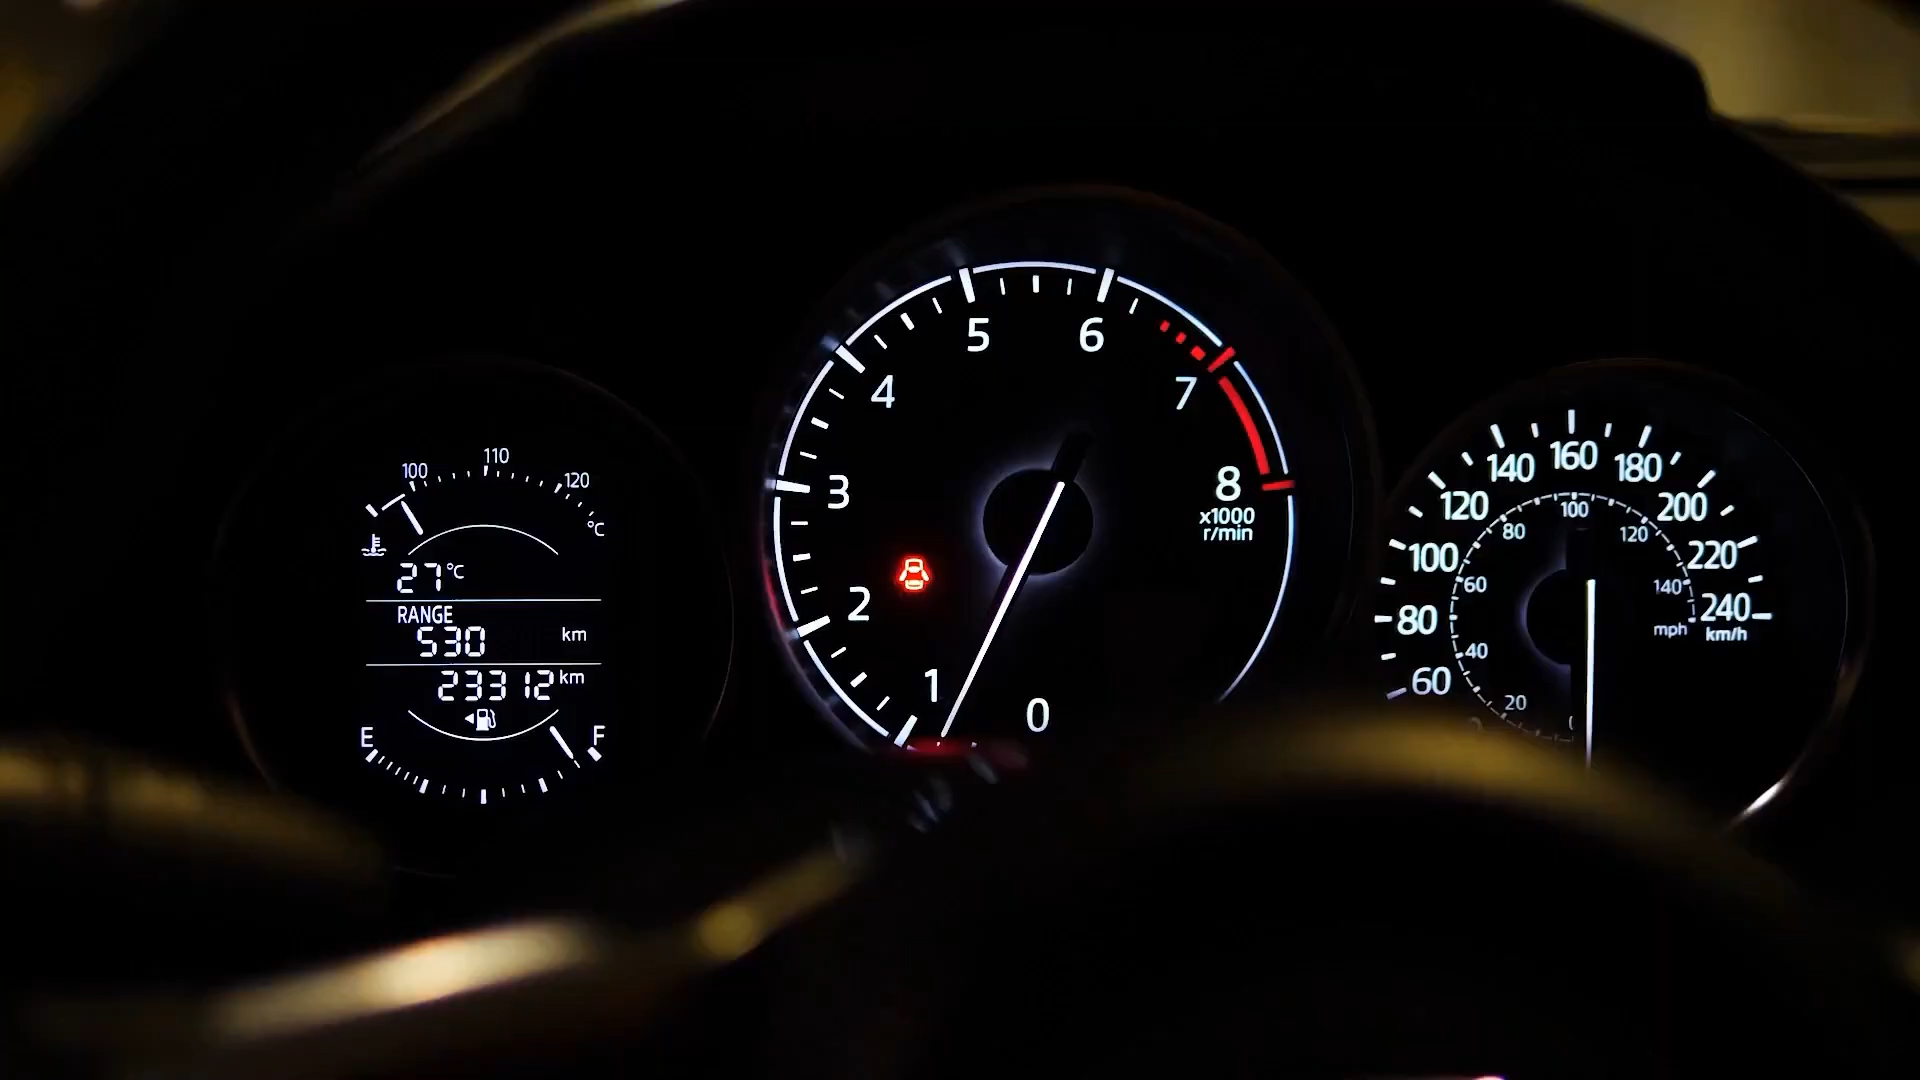 100 110 120
°C
27°C
RANGE
530 km
23312 km
E F
0 1 2 3 4 5 6 7 8
x1000
r/min
60 80 100 120 140 160 180 200 220 240
km/h
20 40 60 80 100 120 140
mph